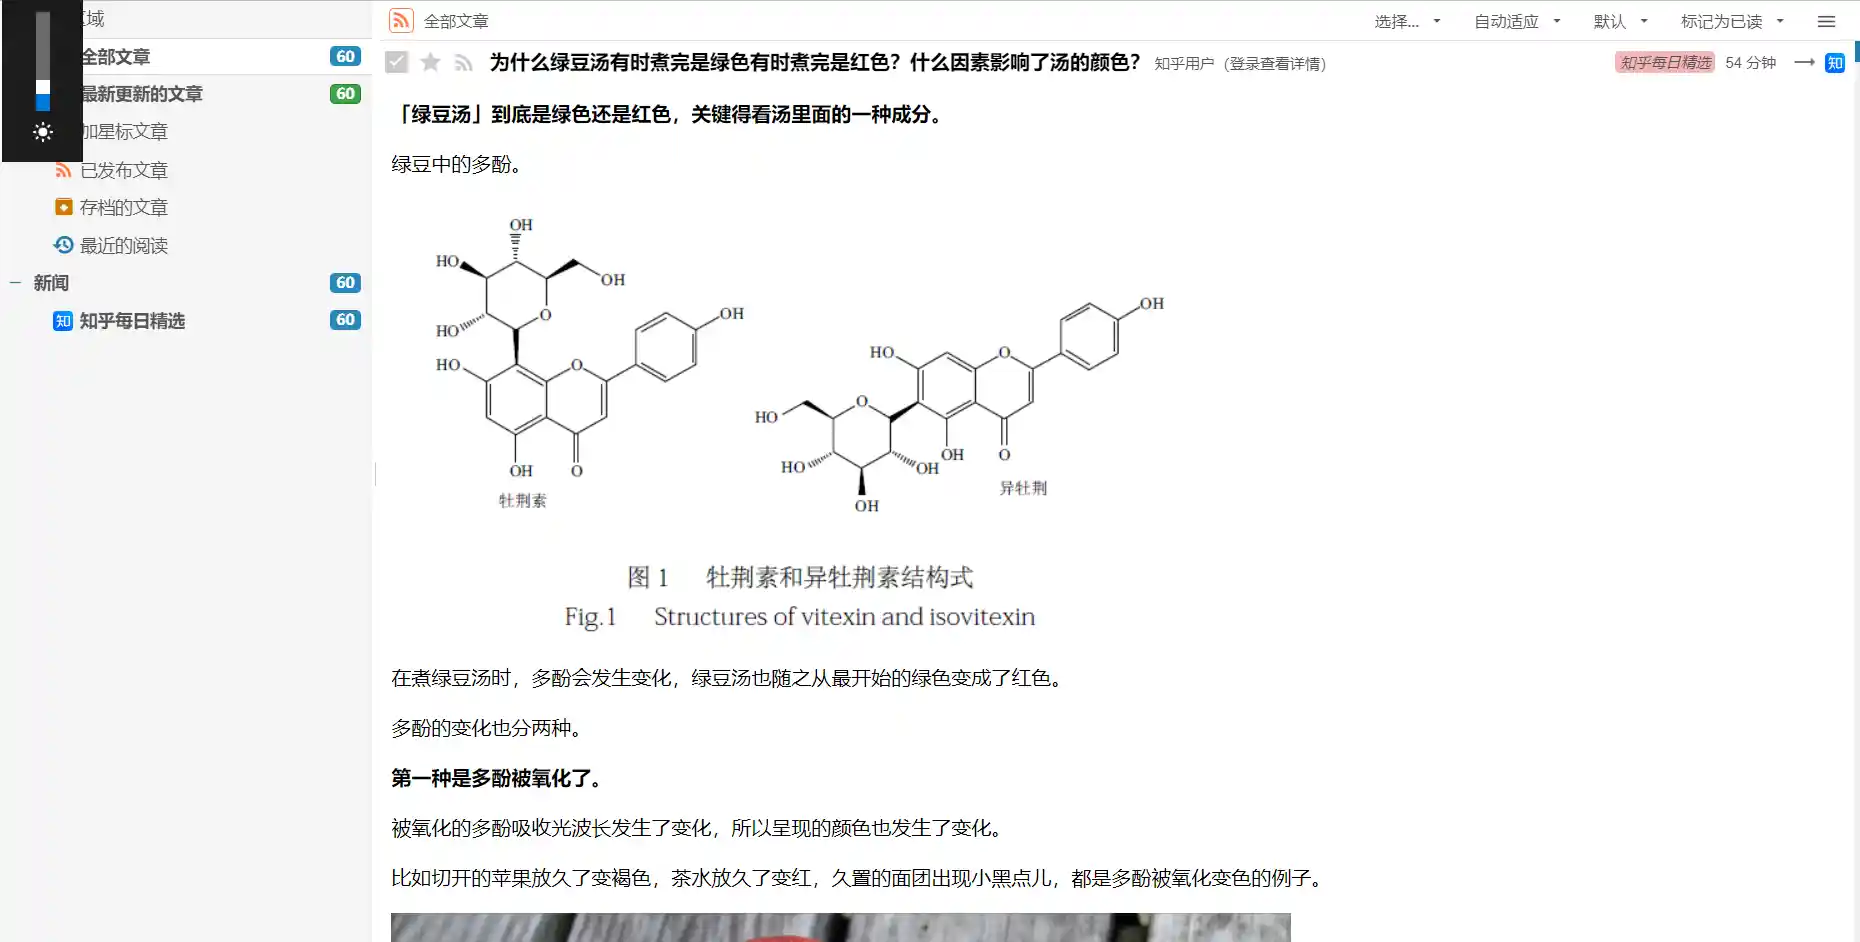 域
全部文章
60
最新更新的文章
60
加星标文章
已发布文章
存档的文章
最近的阅读
新闻
60
知 知乎每日精选
60
全部文章
选择...
自动适应
默认
标记为已读
为什么绿豆汤有时煮完是绿色有时煮完是红色？什么因素影响了汤的颜色？ 知乎用户（登录查看详情）
知乎每日精选 54 分钟
知
「绿豆汤」到底是绿色还是红色，关键得看汤里面的一种成分。
绿豆中的多酚。
OH
HO
OH
O
HO
OH
HO
O
OH
O
牡荆素
OH
HO
O
O
HO
OH
O
HO
OH
OH
异牡荆
图 1 牡荆素和异牡荆素结构式
Fig.1 Structures of vitexin and isovitexin
在煮绿豆汤时，多酚会发生变化，绿豆汤也随之从最开始的绿色变成了红色。
多酚的变化也分两种。
第一种是多酚被氧化了。
被氧化的多酚吸收光波长发生了变化，所以呈现的颜色也发生了变化。
比如切开的苹果放久了变褐色，茶水放久了变红，久置的面团出现小黑点儿，都是多酚被氧化变色的例子。